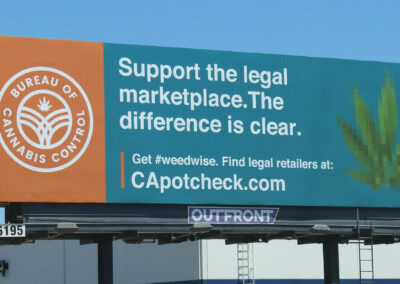 BUREAU OF
CANNABIS CONTROL
Support the legal
marketplace.The
difference is clear.
Get #weedwise. Find legal retailers at:
CApotcheck.com
OUTFRONT
5195